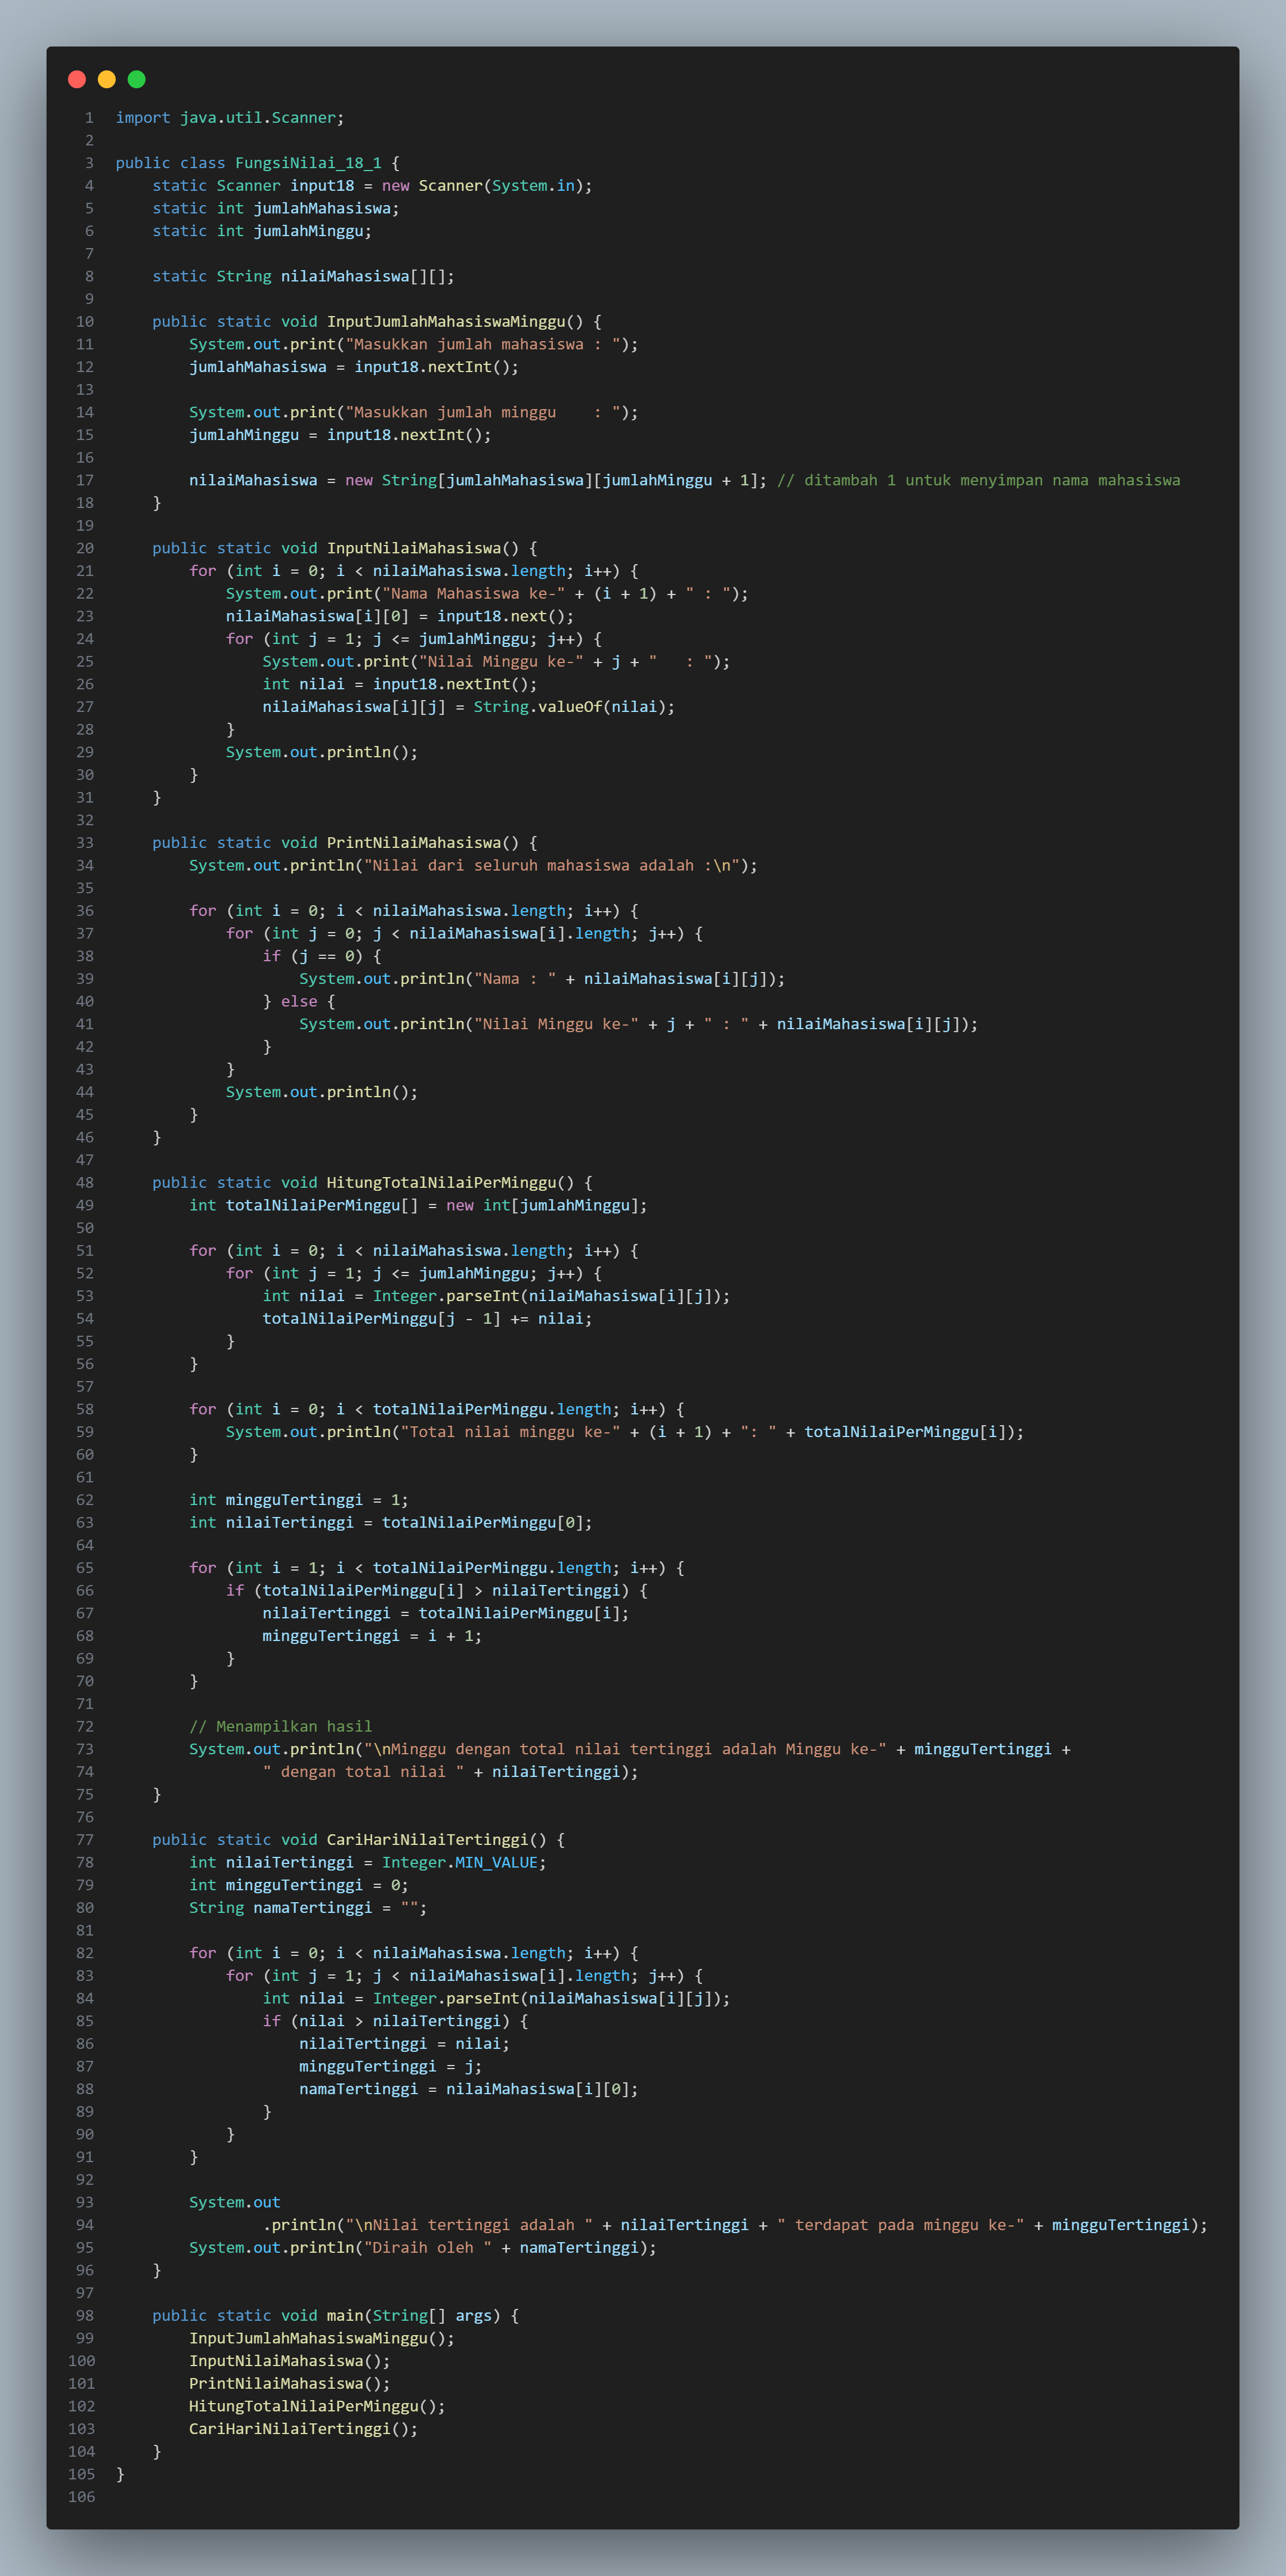 1 import java.util.Scanner;
2
3 public class FungsiNilai_18_1 {
4     static Scanner input18 = new Scanner(System.in);
5     static int jumlahMahasiswa;
6     static int jumlahMinggu;
7
8     static String nilaiMahasiswa[][];
9
10     public static void InputJumlahMahasiswaMinggu() {
11         System.out.print("Masukkan jumlah mahasiswa : ");
12         jumlahMahasiswa = input18.nextInt();
13
14         System.out.print("Masukkan jumlah minggu    : ");
15         jumlahMinggu = input18.nextInt();
16
17         nilaiMahasiswa = new String[jumlahMahasiswa][jumlahMinggu + 1]; // ditambah 1 untuk menyimpan nama mahasiswa
18     }
19
20     public static void InputNilaiMahasiswa() {
21         for (int i = 0; i < nilaiMahasiswa.length; i++) {
22             System.out.print("Nama Mahasiswa ke-" + (i + 1) + " : ");
23             nilaiMahasiswa[i][0] = input18.next();
24             for (int j = 1; j <= jumlahMinggu; j++) {
25                 System.out.print("Nilai Minggu ke-" + j + "   : ");
26                 int nilai = input18.nextInt();
27                 nilaiMahasiswa[i][j] = String.valueOf(nilai);
28             }
29             System.out.println();
30         }
31     }
32
33     public static void PrintNilaiMahasiswa() {
34         System.out.println("Nilai dari seluruh mahasiswa adalah :\n");
35
36         for (int i = 0; i < nilaiMahasiswa.length; i++) {
37             for (int j = 0; j < nilaiMahasiswa[i].length; j++) {
38                 if (j == 0) {
39                     System.out.println("Nama : " + nilaiMahasiswa[i][j]);
40                 } else {
41                     System.out.println("Nilai Minggu ke-" + j + " : " + nilaiMahasiswa[i][j]);
42                 }
43             }
44             System.out.println();
45         }
46     }
47
48     public static void HitungTotalNilaiPerMinggu() {
49         int totalNilaiPerMinggu[] = new int[jumlahMinggu];
50
51         for (int i = 0; i < nilaiMahasiswa.length; i++) {
52             for (int j = 1; j <= jumlahMinggu; j++) {
53                 int nilai = Integer.parseInt(nilaiMahasiswa[i][j]);
54                 totalNilaiPerMinggu[j - 1] += nilai;
55             }
56         }
57
58         for (int i = 0; i < totalNilaiPerMinggu.length; i++) {
59             System.out.println("Total nilai minggu ke-" + (i + 1) + ": " + totalNilaiPerMinggu[i]);
60         }
61
62         int mingguTertinggi = 1;
63         int nilaiTertinggi = totalNilaiPerMinggu[0];
64
65         for (int i = 1; i < totalNilaiPerMinggu.length; i++) {
66             if (totalNilaiPerMinggu[i] > nilaiTertinggi) {
67                 nilaiTertinggi = totalNilaiPerMinggu[i];
68                 mingguTertinggi = i + 1;
69             }
70         }
71
72         // Menampilkan hasil
73         System.out.println("\nMinggu dengan total nilai tertinggi adalah Minggu ke-" + mingguTertinggi +
74                 " dengan total nilai " + nilaiTertinggi);
75     }
76
77     public static void CariHariNilaiTertinggi() {
78         int nilaiTertinggi = Integer.MIN_VALUE;
79         int mingguTertinggi = 0;
80         String namaTertinggi = "";
81
82         for (int i = 0; i < nilaiMahasiswa.length; i++) {
83             for (int j = 1; j < nilaiMahasiswa[i].length; j++) {
84                 int nilai = Integer.parseInt(nilaiMahasiswa[i][j]);
85                 if (nilai > nilaiTertinggi) {
86                     nilaiTertinggi = nilai;
87                     mingguTertinggi = j;
88                     namaTertinggi = nilaiMahasiswa[i][0];
89                 }
90             }
91         }
92
93         System.out
94                 .println("\nNilai tertinggi adalah " + nilaiTertinggi + " terdapat pada minggu ke-" + mingguTertinggi);
95         System.out.println("Diraih oleh " + namaTertinggi);
96     }
97
98     public static void main(String[] args) {
99         InputJumlahMahasiswaMinggu();
100         InputNilaiMahasiswa();
101         PrintNilaiMahasiswa();
102         HitungTotalNilaiPerMinggu();
103         CariHariNilaiTertinggi();
104     }
105 }
106